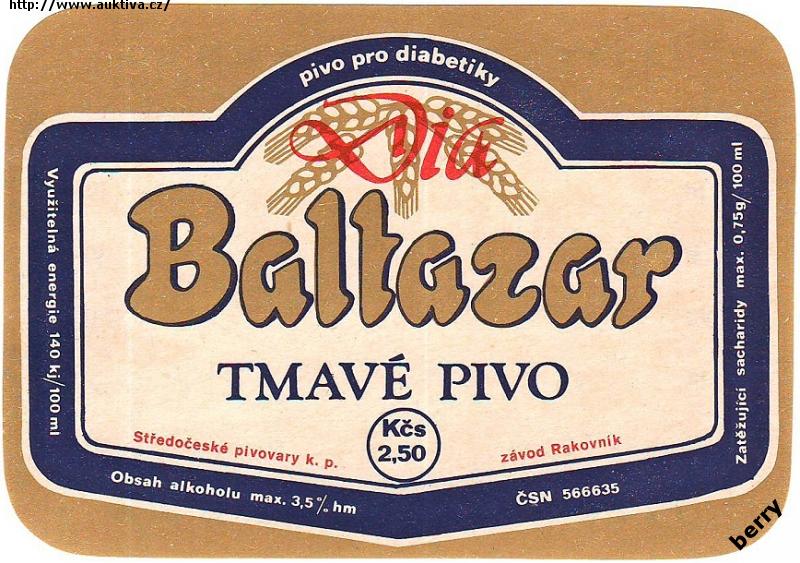 http://www.auktiva.cz/
pivo pro diabetiky
Dia
Baltazar
TMAVÉ PIVO
Kčs
2,50
Středočeské pivovary k. p.
závod Rakovník
Využitelná energie 140 kj/100 ml
Zatěžující sacharidy max. 0,75g/100 ml
Obsah alkoholu max. 3,5% hm
ČSN 566635
berry